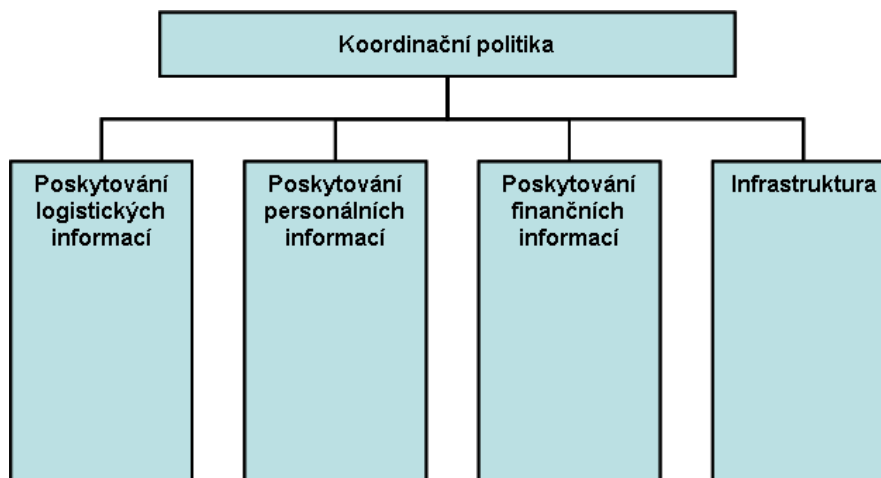 Koordinační politika
Poskytování
logistických
informací
Poskytování
personálních
informací
Poskytování
finančních
informací
Infrastruktura